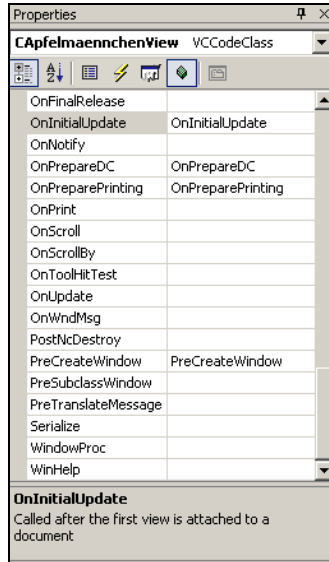 Properties
CApfelmaennchenView VCCodeClass
OnFinalRelease
OnInitialUpdate OnInitialUpdate
OnNotify
OnPrepareDC OnPrepareDC
OnPreparePrinting OnPreparePrinting
OnPrint
OnScroll
OnScrollBy
OnToolHitTest
OnUpdate
OnWndMsg
PostNcDestroy
PreCreateWindow PreCreateWindow
PreSubclassWindow
PreTranslateMessage
Serialize
WindowProc
WinHelp
OnInitialUpdate
Called after the first view is attached to a
document